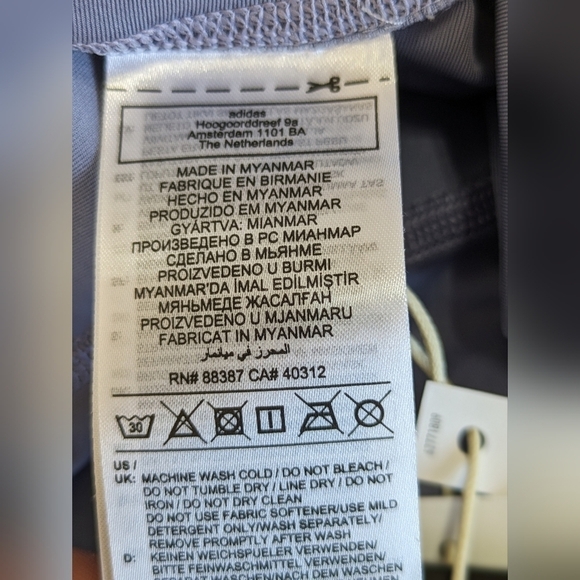 adidas
Hoogoorddreef 9a
Amsterdam 1101 BA
The Netherlands
MADE IN MYANMAR
FABRIQUE EN BIRMANIE
HECHO EN MYANMAR
PRODUZIDO EM MYANMAR
GYÁRTVA: MIANMAR
ПРОИЗВЕДЕНО В РС МИАНМАР
СДЕЛАНО В МЬЯНМЕ
PROIZVEDENO U BURMI
MYANMAR'DA İMAL EDİLMİŞTİR
МЯНЬМЕДЕ ЖАСАЛҒАН
PROIZVEDENO U MJANMARU
FABRICAT IN MYANMAR
في ميانمار
RN# 88387 CA# 40312
30
US /
UK: MACHINE WASH COLD / DO NOT BLEACH /
DO NOT TUMBLE DRY / LINE DRY / DO NOT
IRON / DO NOT DRY CLEAN
DO NOT USE FABRIC SOFTENER/USE MILD
DETERGENT ONLY/WASH SEPARATELY/
REMOVE PROMPTLY AFTER WASH
D: KEINEN WEICHSPUELER VERWENDEN/
BITTE FEINWASCHMITTEL VERWENDEN/